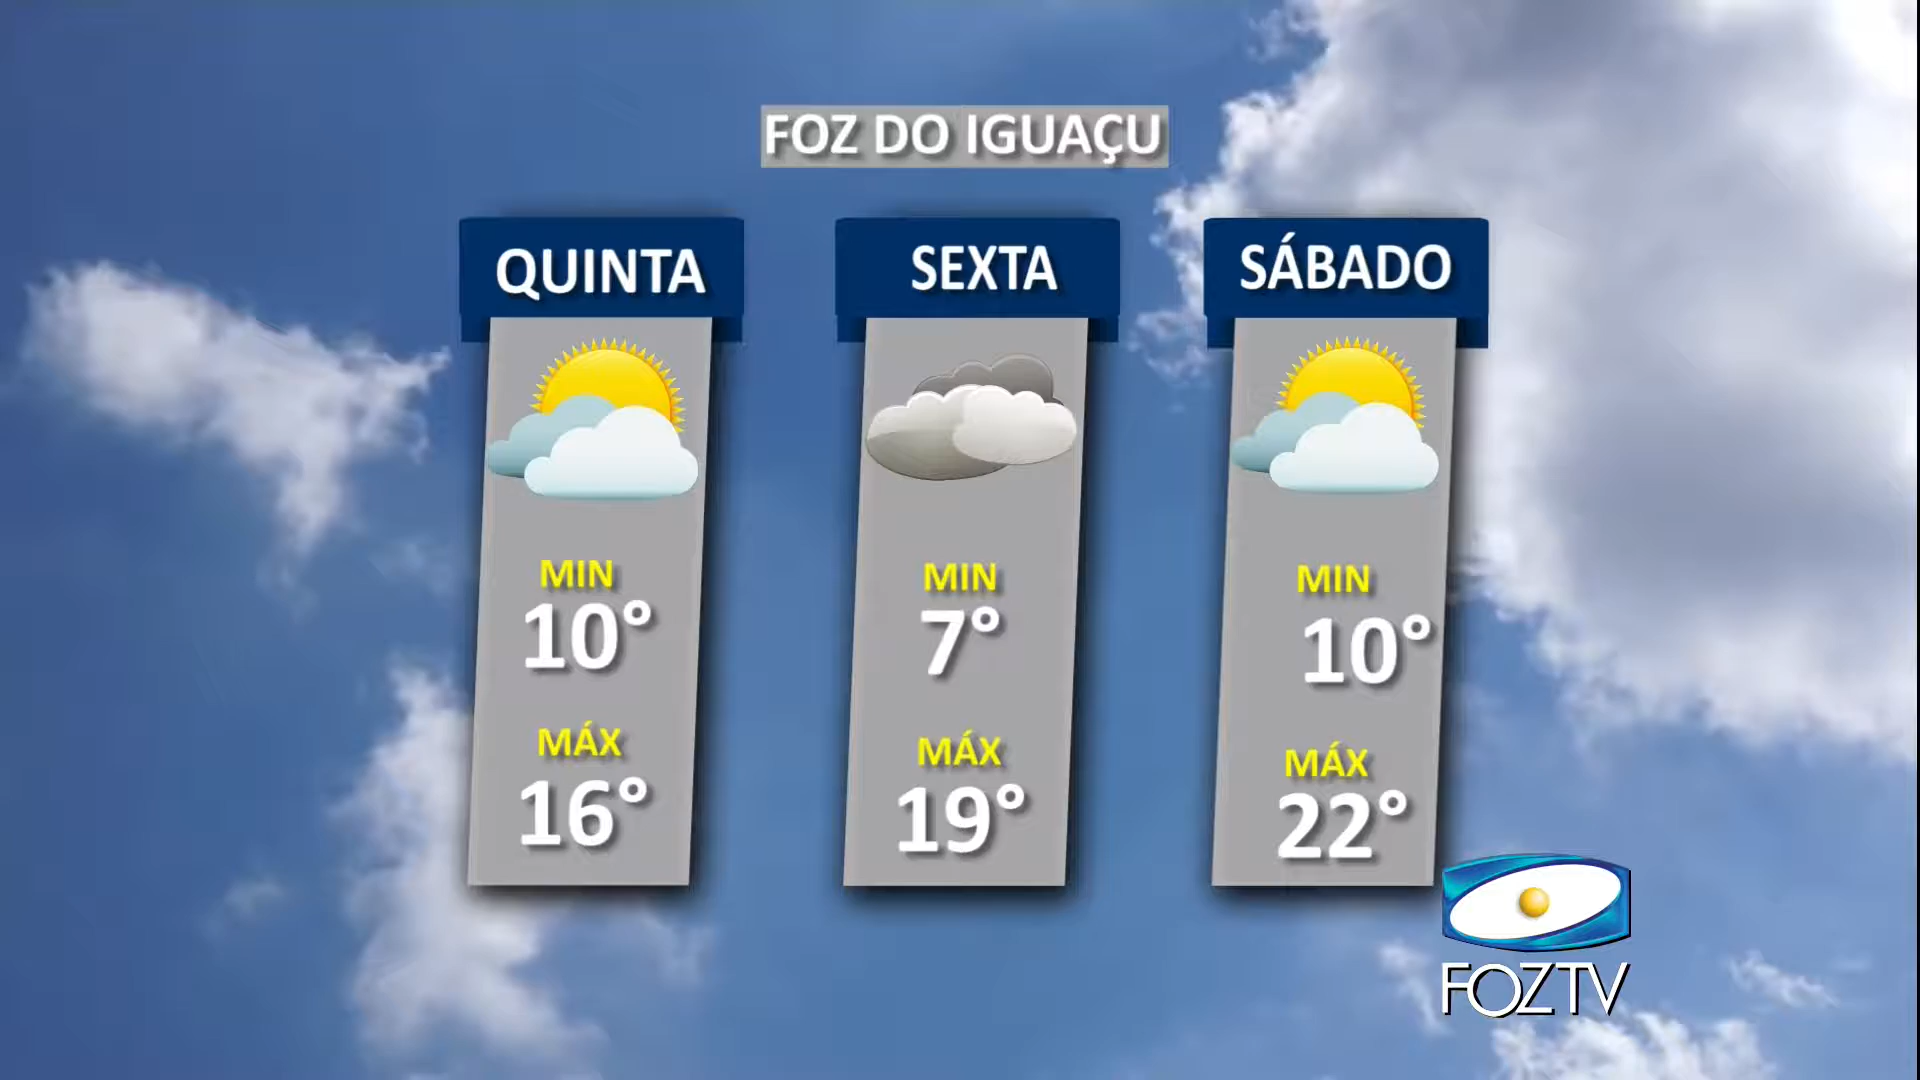 FOZ DO IGUAÇU
QUINTA
MIN
10°
MÁX
16°
SEXTA
MIN
7°
MÁX
19°
SÁBADO
MIN
10°
MÁX
22°
FOZTV